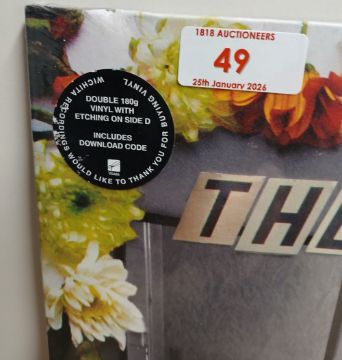 1818 AUCTIONEERS
49
25th January 2026
WICHITA RECORDINGS WOULD LIKE TO THANK YOU FOR BUYING VINYL
DOUBLE 180g
VINYL WITH
ETCHING ON SIDE D
INCLUDES
DOWNLOAD CODE
TH